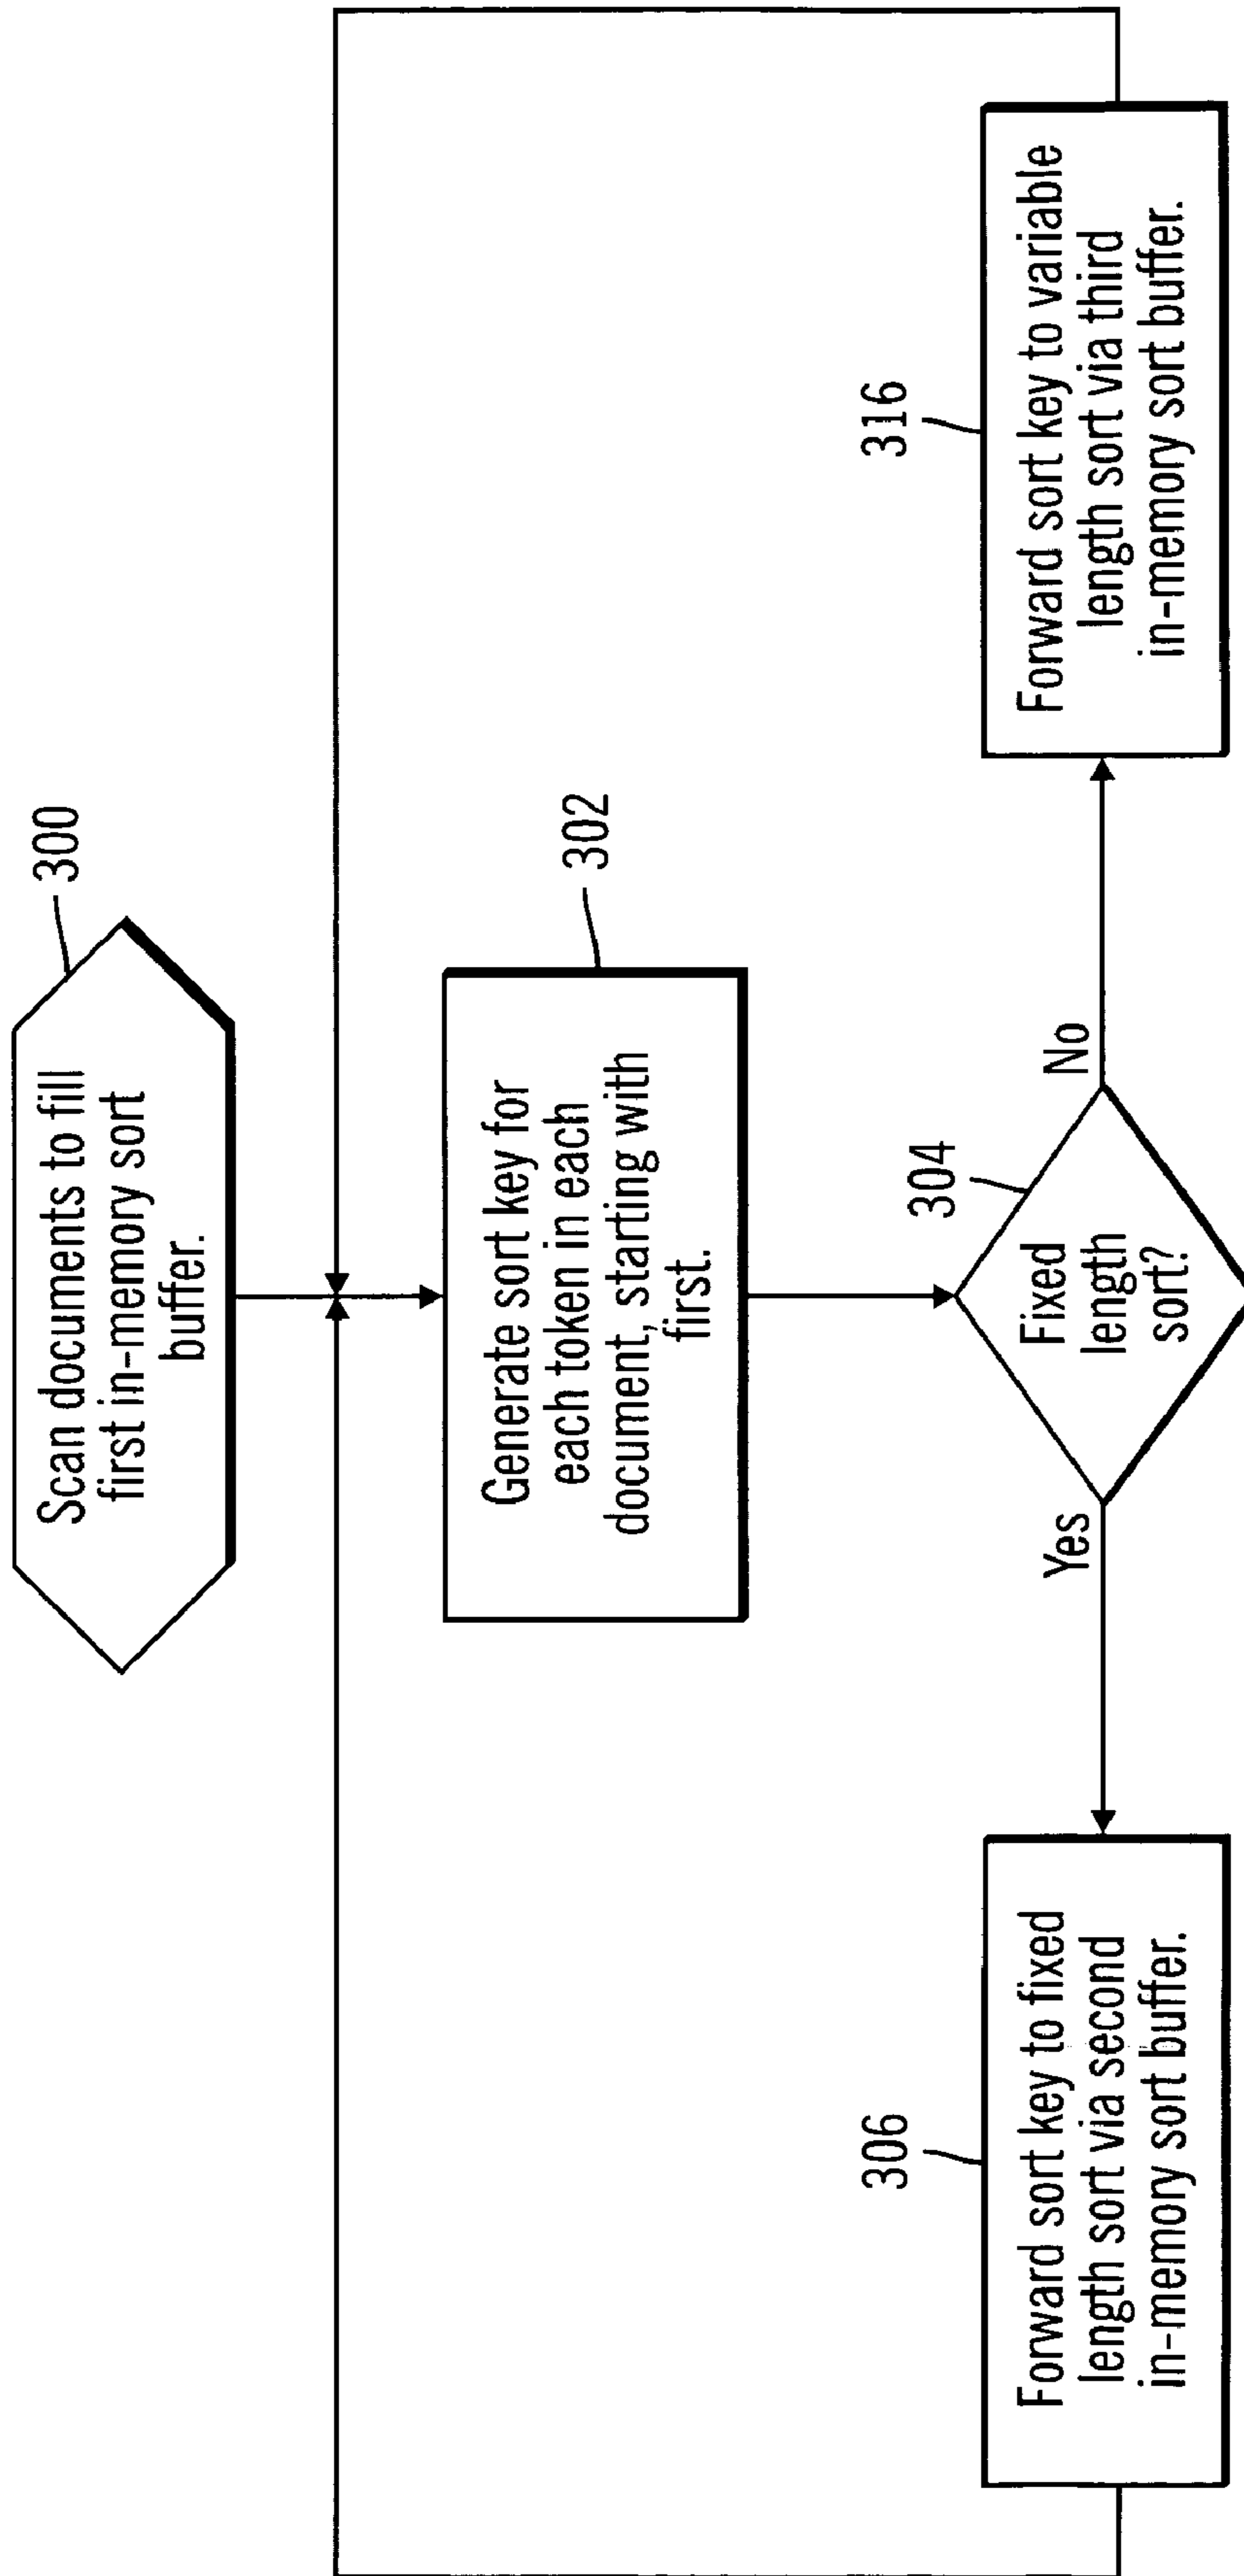 Scan documents to fill
first in-memory sort
buffer.
300
Generate sort key for
each token in each
document, starting with
first.
302
Fixed
length
sort?
304
Yes
No
Forward sort key to fixed
length sort via second
in-memory sort buffer.
306
Forward sort key to variable
length sort via third
in-memory sort buffer.
316